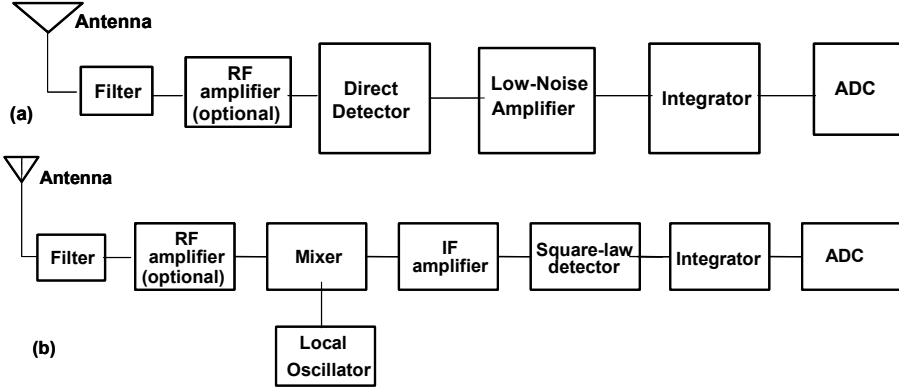 Antenna
Filter
RF
amplifier
(optional)
Direct
Detector
Low-Noise
Amplifier
Integrator
ADC
(a)
Antenna
Filter
RF
amplifier
(optional)
Mixer
IF
amplifier
Square-law
detector
Integrator
ADC
Local
Oscillator
(b)